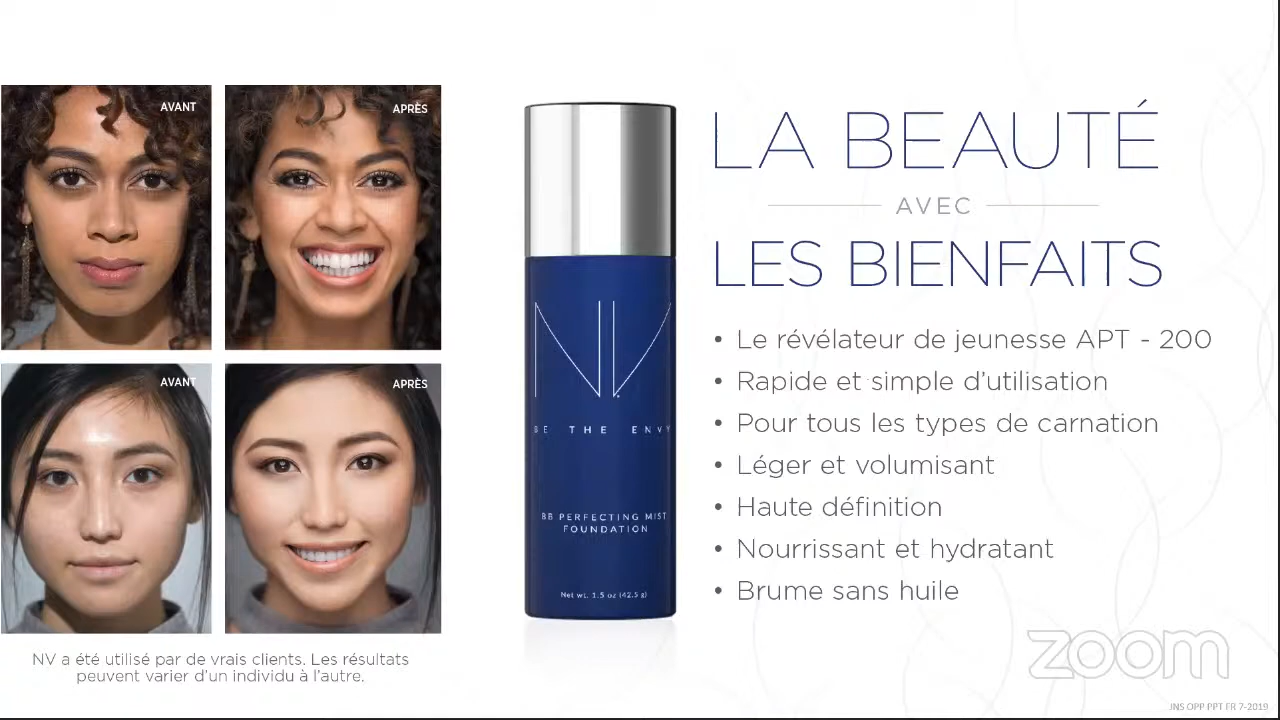 AVANT
APRÈS
AVANT
APRÈS
NV a été utilisé par de vrais clients. Les résultats
peuvent varier d'un individu à l'autre.
NV
BE THE ENVY
BB PERFECTING MIST
FOUNDATION
Net wt. 1.5 oz (42.5 g)
LA BEAUTÉ
AVEC
LES BIENFAITS
• Le révélateur de jeunesse APT - 200
• Rapide et simple d'utilisation
• Pour tous les types de carnation
• Léger et volumisant
• Haute définition
• Nourrissant et hydratant
• Brume sans huile
zoom
JNS OPP PPT FR 7-2019